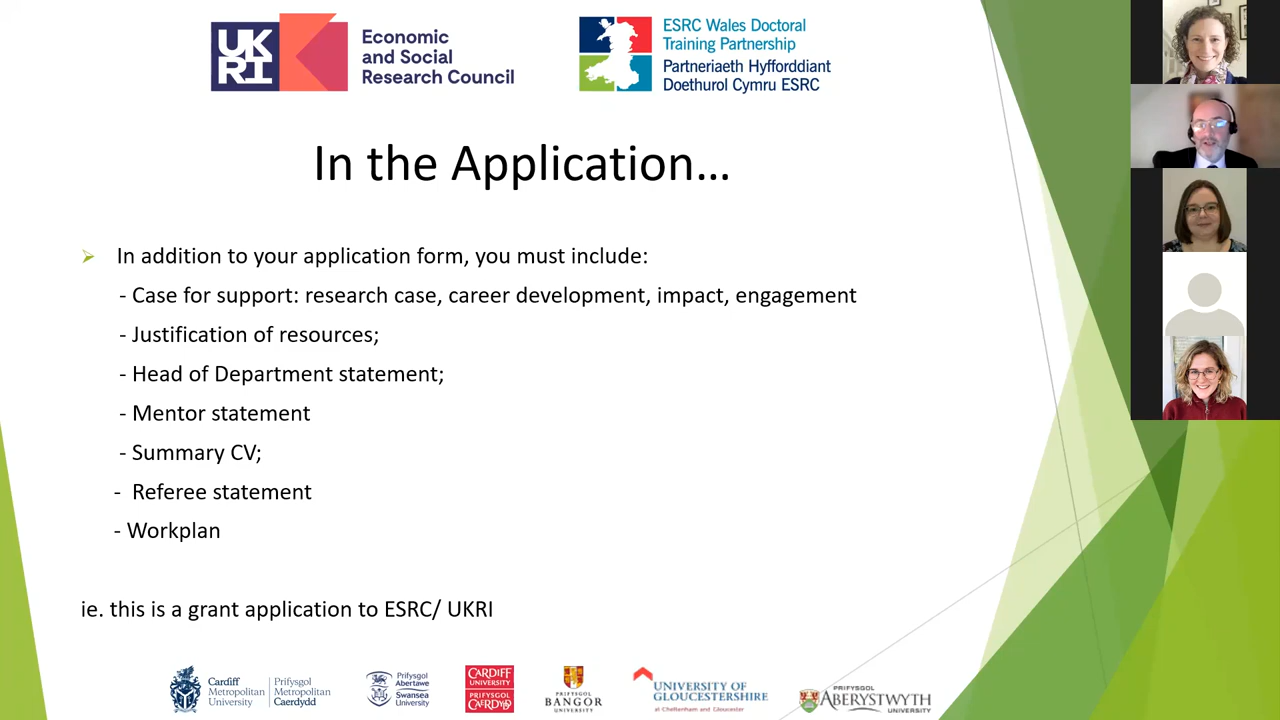 UK
RI
Economic
and Social
Research Council
ESRC Wales Doctoral
Training Partnership
Partneriaeth Hyfforddiant
Doethurol Cymru ESRC
In the Application…
In addition to your application form, you must include:
- Case for support: research case, career development, impact, engagement
- Justification of resources;
- Head of Department statement;
- Mentor statement
- Summary CV;
- Referee statement
- Workplan
ie. this is a grant application to ESRC/ UKRI
Cardiff
Metropolitan
University
Prifysgol
Metropolitan
Caerdydd
Prifysgol
Abertawe
Swansea
University
CARDIFF
UNIVERSITY
PRIFYSGOL
CAERDYDD
PRIFYSGOL
BANGOR
UNIVERSITY
UNIVERSITY OF
GLOUCESTERSHIRE
at Cheltenham and Gloucester
PRIFYSGOL
ABERYSTWYTH
UNIVERSITY